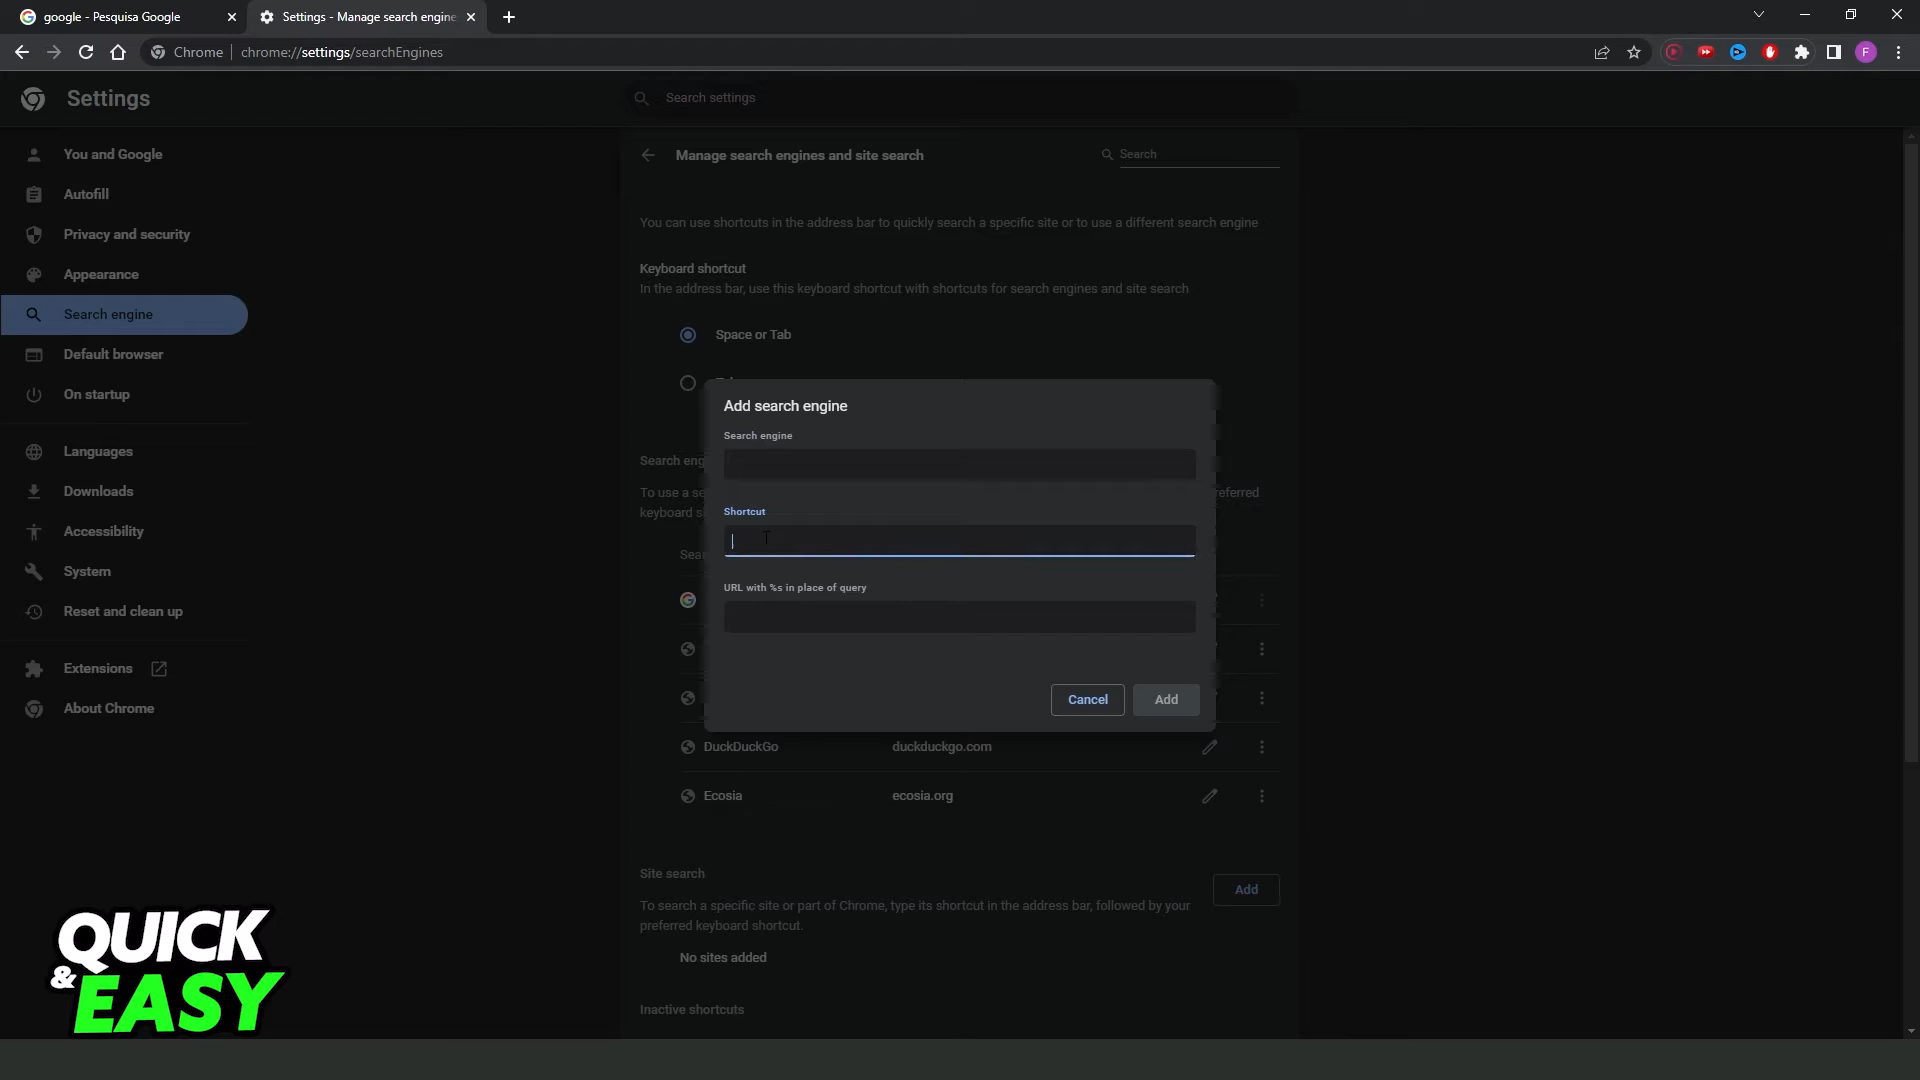 google - Pesquisa Google
Settings - Manage search engine
Chrome
chrome://settings/searchEngines
F
Settings
Search settings
You and Google
Autofill
Privacy and security
Appearance
Search engine
Default browser
On startup
Languages
Downloads
Accessibility
System
Reset and clean up
Extensions
About Chrome
Manage search engines and site search
Search
You can use shortcuts in the address bar to quickly search a specific site or to use a different search engine
Keyboard shortcut
In the address bar, use this keyboard shortcut with shortcuts for search engines and site search
Space or Tab
Add search engine
Search engine
Shortcut
URL with %s in place of query
Cancel
Add
DuckDuckGo
duckduckgo.com
Ecosia
ecosia.org
Site search
Add
To search a specific site or part of Chrome, type its shortcut in the address bar, followed by your
preferred keyboard shortcut.
No sites added
Inactive shortcuts
QUICK
&EASY